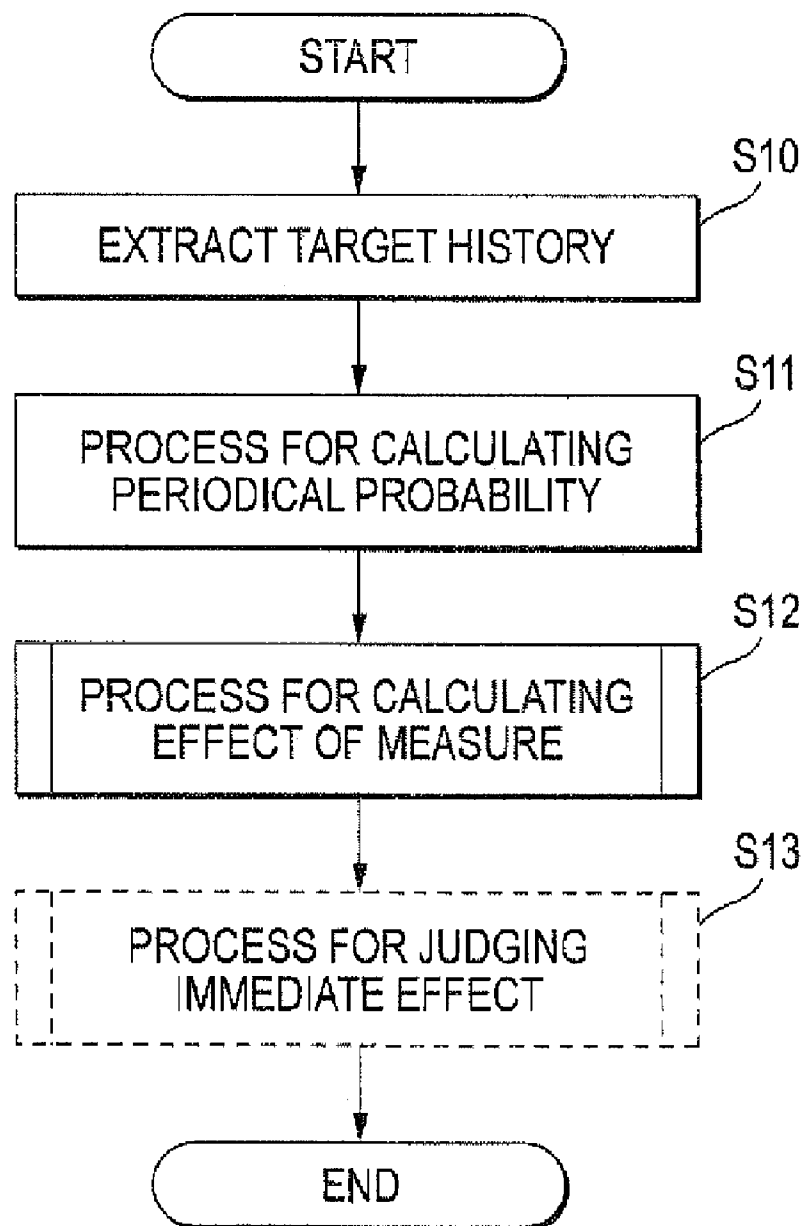 START
S10
EXTRACT TARGET HISTORY
S11
PROCESS FOR CALCULATING
PERIODICAL PROBABILITY
S12
PROCESS FOR CALCULATING
EFFECT OF MEASURE
S13
PROCESS FOR JUDGING
IMMEDIATE EFFECT
END